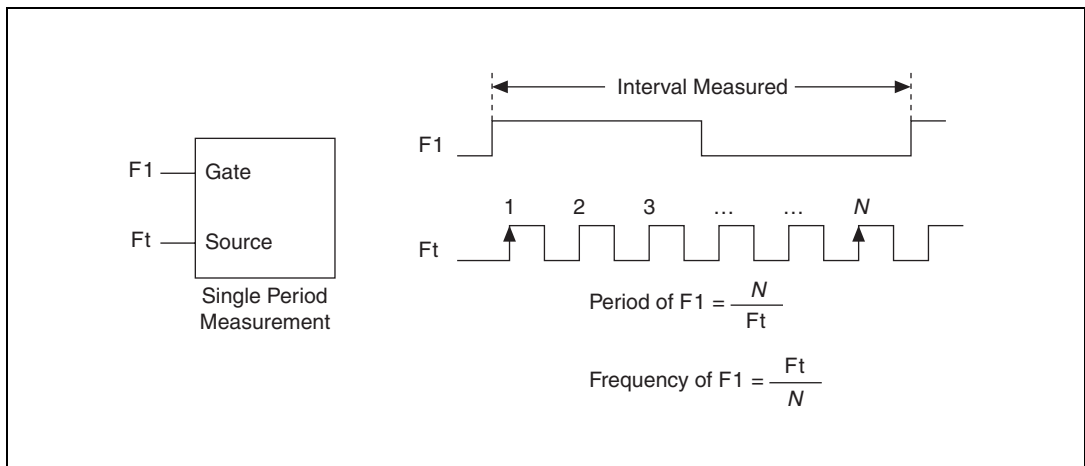 Interval Measured
F1
F1
Gate
1 2 3 … … N
Ft
Ft
Source
Single Period
Measurement
Period of F1 = N
Ft
Frequency of F1 = Ft
N